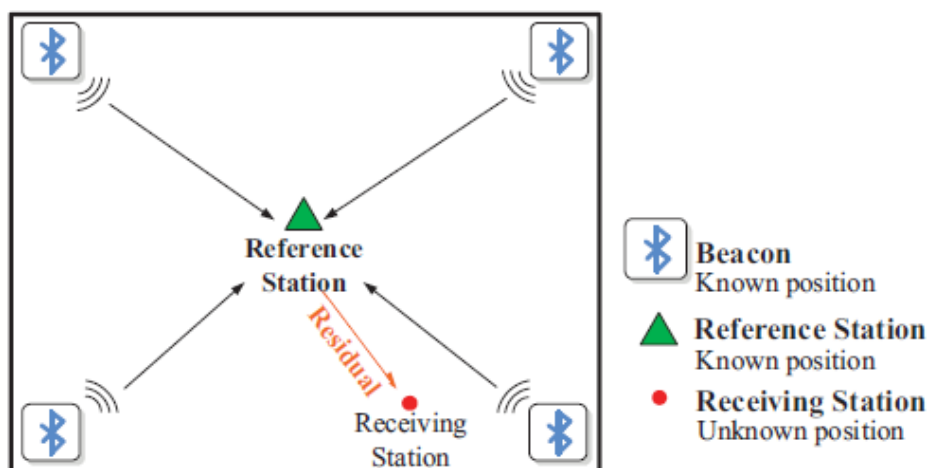 Reference
Station
Residual
Receiving
Station
Beacon
Known position
Reference Station
Known position
Receiving Station
Unknown position